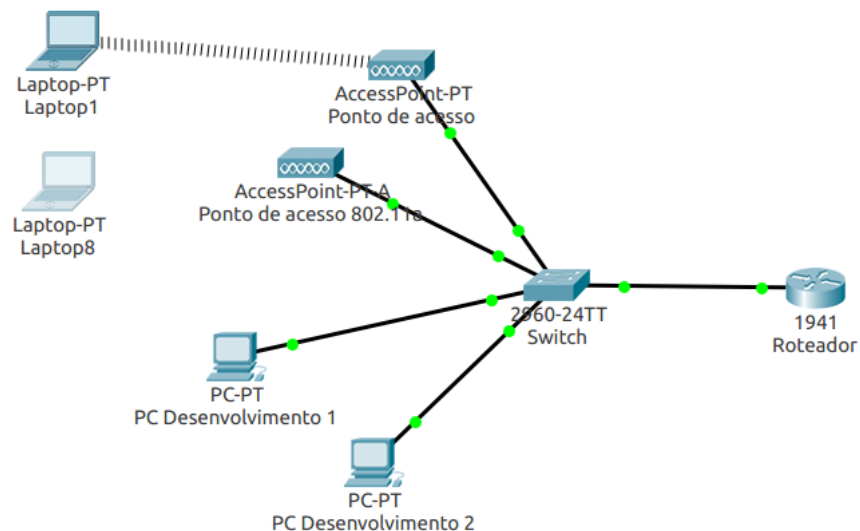 Laptop-PT
Laptop1
AccessPoint-PT
Ponto de acesso
AccessPoint-PT-A
Ponto de acesso 802.11a
Laptop-PT
Laptop8
2960-24TT
Switch
1941
Roteador
PC-PT
PC Desenvolvimento 1
PC-PT
PC Desenvolvimento 2